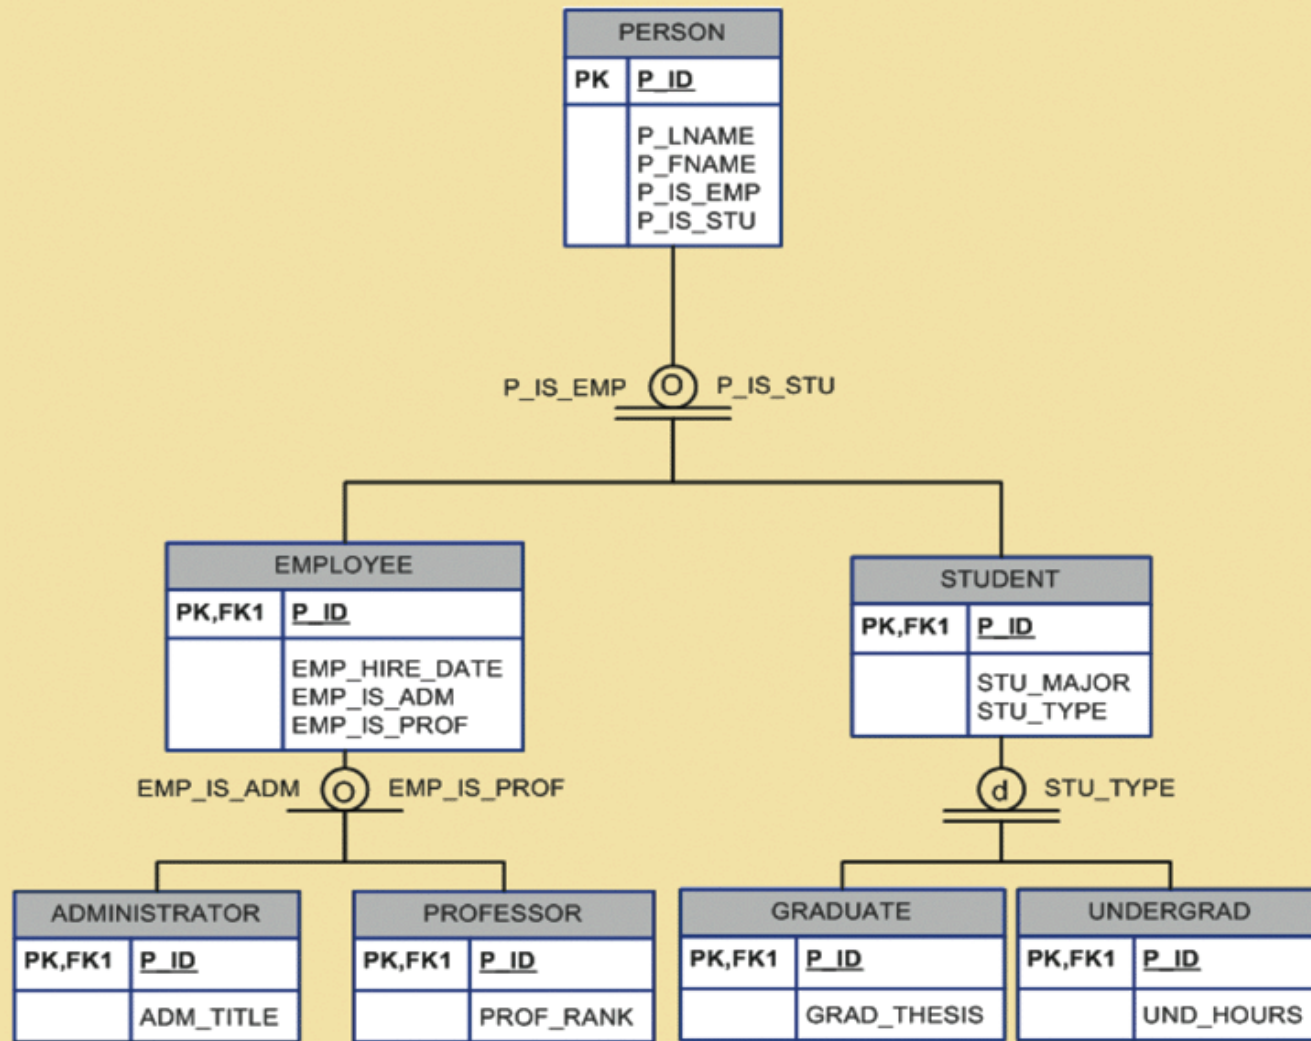 PERSON
PK P_ID
P_LNAME
P_FNAME
P_IS_EMP
P_IS_STU
P_IS_EMP O P_IS_STU
EMPLOYEE
PK,FK1 P_ID
EMP_HIRE_DATE
EMP_IS_ADM
EMP_IS_PROF
STUDENT
PK,FK1 P_ID
STU_MAJOR
STU_TYPE
EMP_IS_ADM O EMP_IS_PROF
d STU_TYPE
ADMINISTRATOR
PK,FK1 P_ID
ADM_TITLE
PROFESSOR
PK,FK1 P_ID
PROF_RANK
GRADUATE
PK,FK1 P_ID
GRAD_THESIS
UNDERGRAD
PK,FK1 P_ID
UND_HOURS